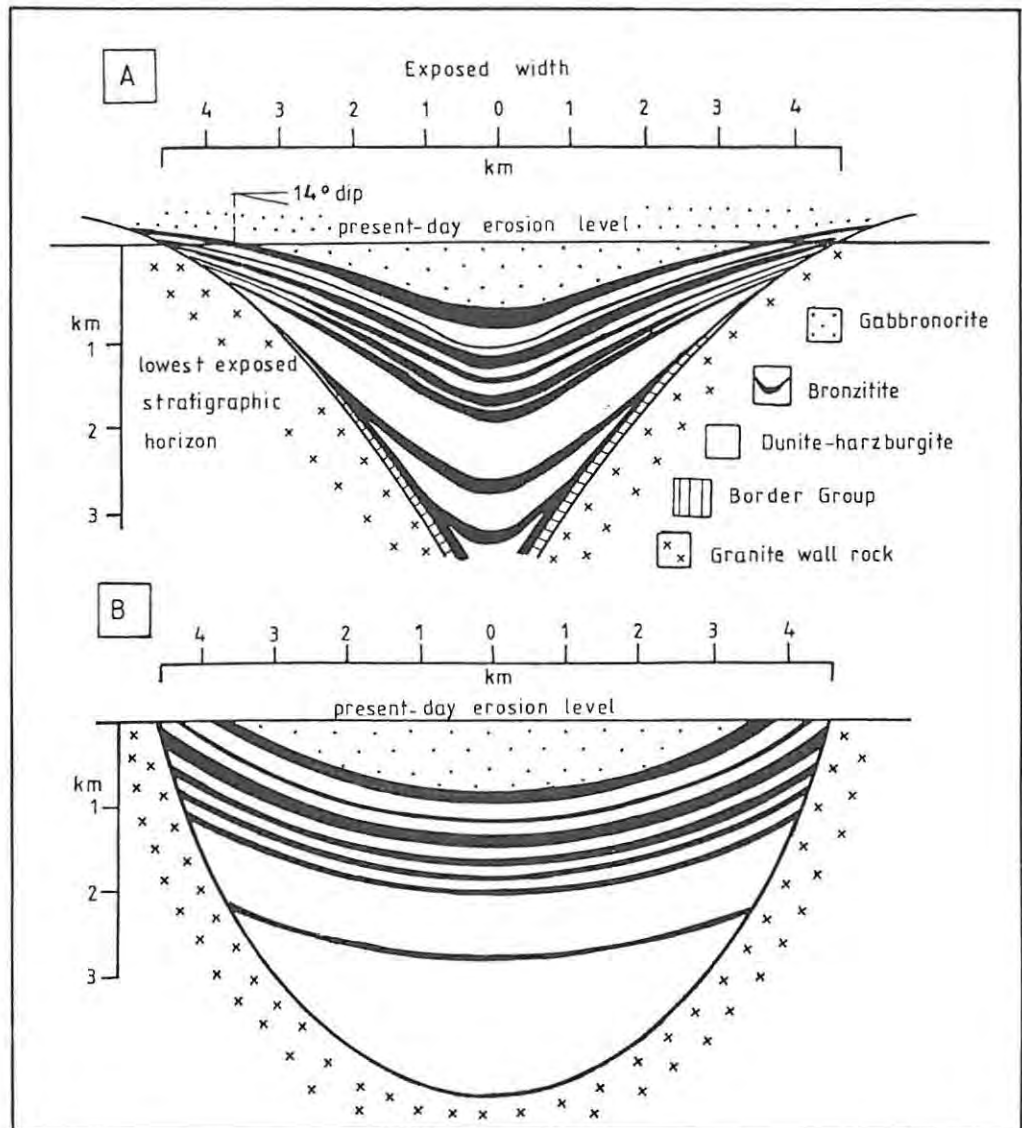 A
Exposed width
4 3 2 1 0 1 2 3 4
km
14° dip
present-day erosion level
km
1
2
3
lowest exposed
stratigraphic
horizon
Gabbronorite
Bronzitite
Dunite-harzburgite
Border Group
Granite wall rock
B
4 3 2 1 0 1 2 3 4
km
present-day erosion level
km
1
2
3